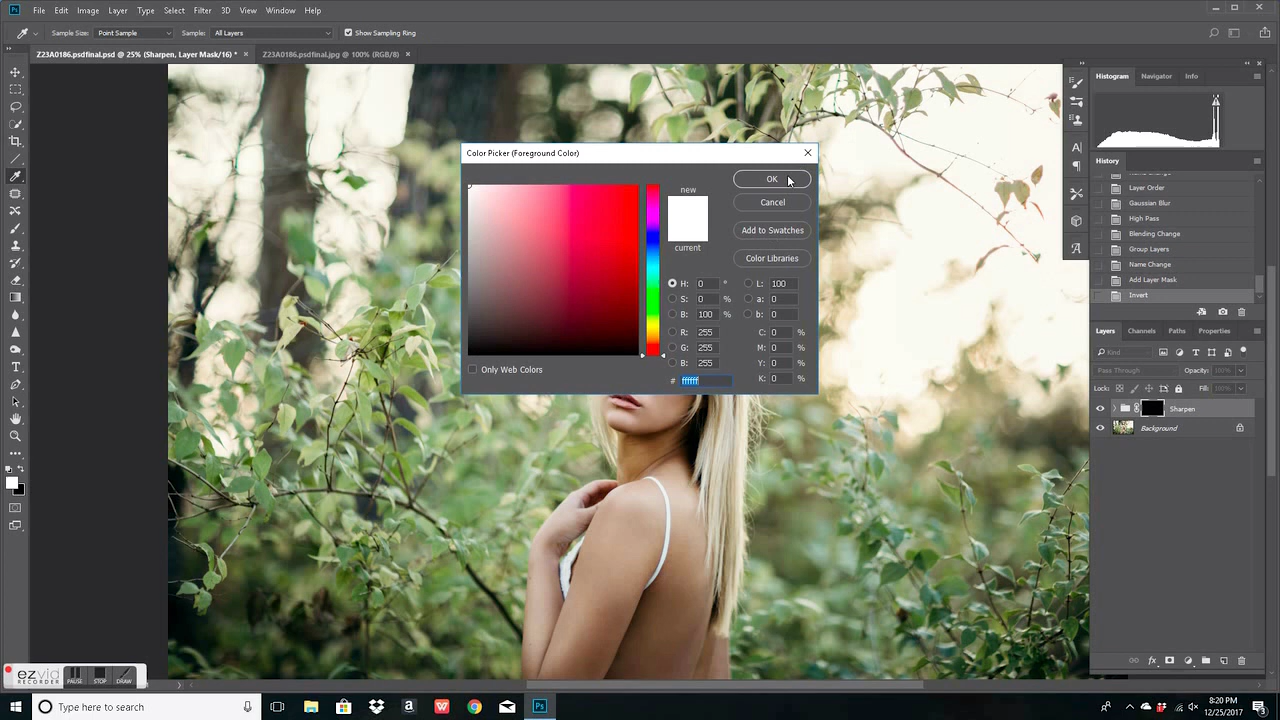 Ps File Edit Image Layer Type Select Filter 3D View Window Help
Sample Size: Point Sample Sample: All Layers Show Sampling Ring
Z23A0186.psdfinal.psd @ 25% (Sharpen, Layer Mask/16) * × Z23A0186.psdfinal.jpg @ 100% (RGB/8) ×
Histogram Navigator Info
History
Layer Order
Gaussian Blur
High Pass
Blending Change
Group Layers
Name Change
Add Layer Mask
Invert
Color Picker (Foreground Color)
new
current
OK
Cancel
Add to Swatches
Color Libraries
H: 0 ° L: 100
S: 0 % a: 0
B: 100 % b: 0
R: 255 C: 0 %
G: 255 M: 0 %
B: 255 Y: 0 %
# ffffff K: 0 %
Only Web Colors
Layers Channels Paths Properties
Kind
Pass Through Opacity: 100%
Lock: Fill: 100%
Sharpen
Background
ezvid
RECORDER
PAUSE STOP DRAW
Type here to search
8:20 PM
12/25/2017